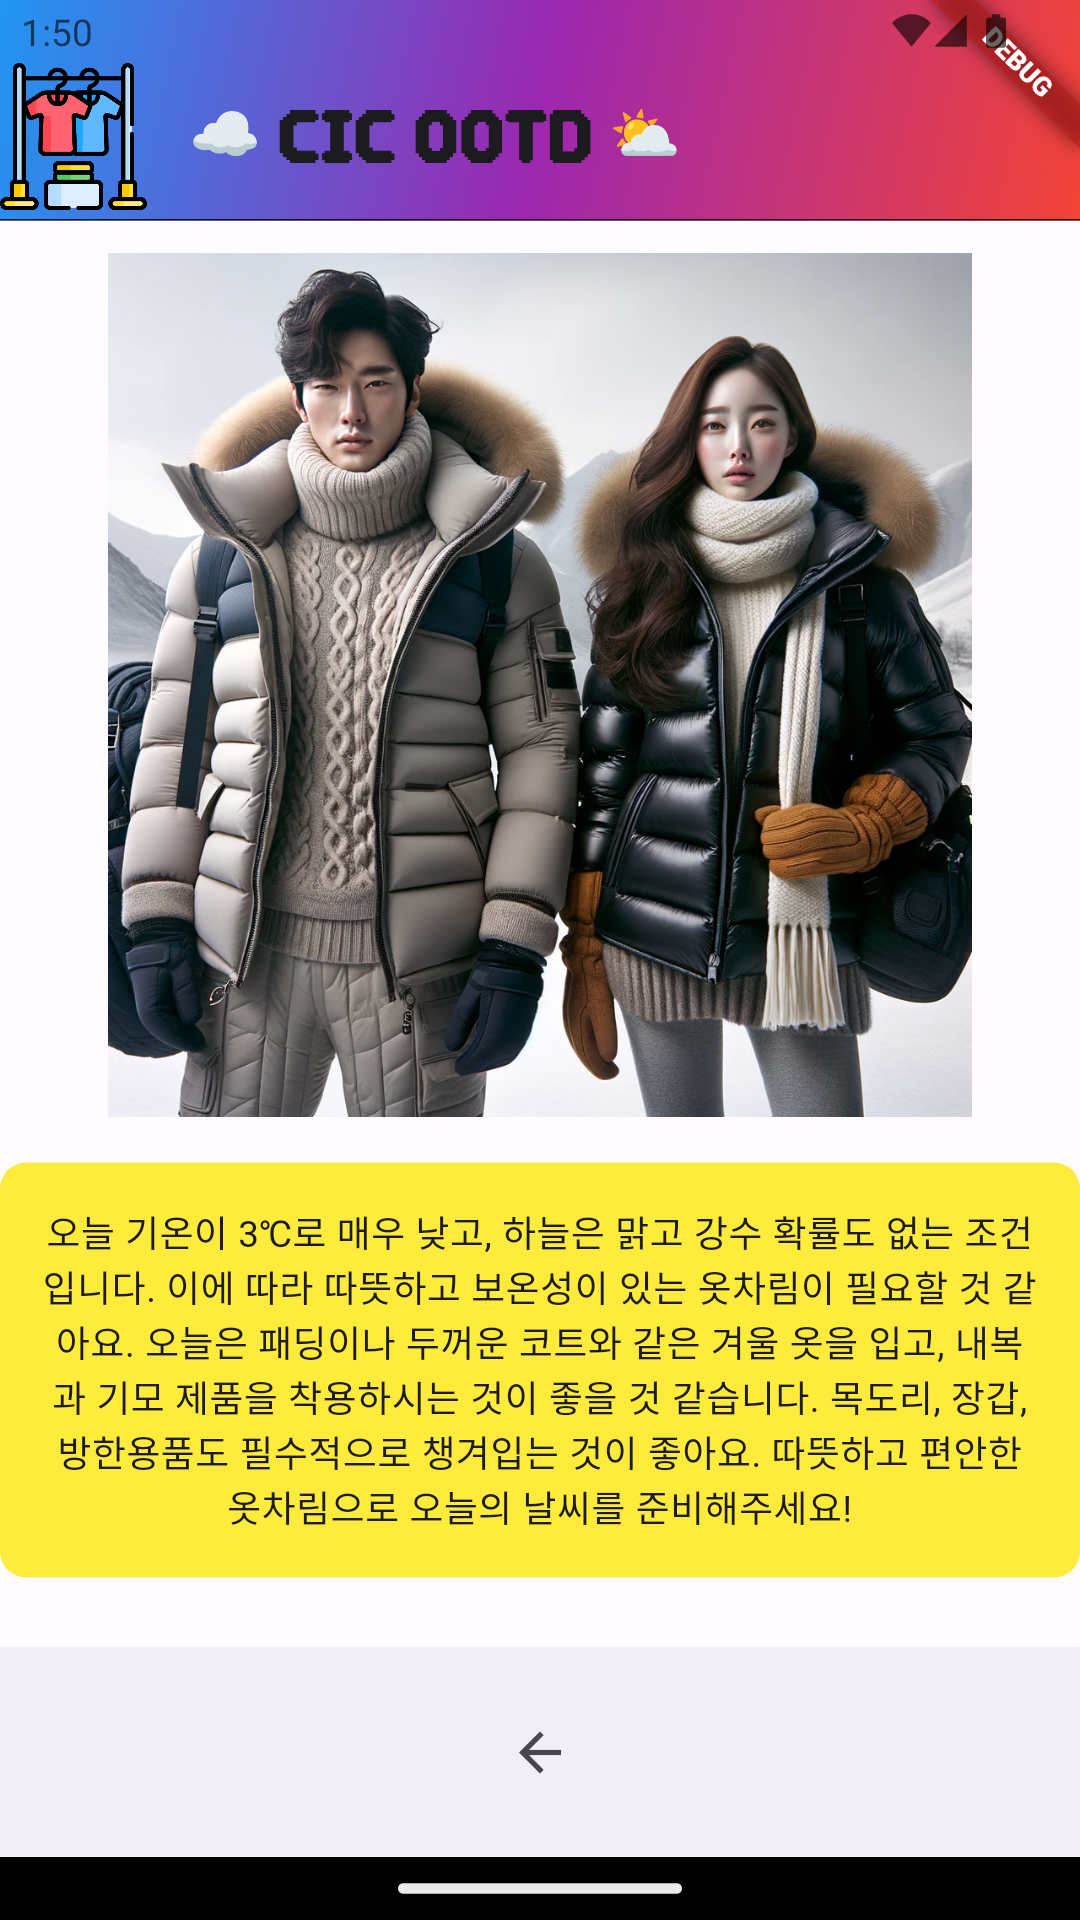 1:50
DEBUG
CIC OOTD
오늘 기온이 3℃로 매우 낮고, 하늘은 맑고 강수 확률도 없는 조건
입니다. 이에 따라 따뜻하고 보온성이 있는 옷차림이 필요할 것 같
아요. 오늘은 패딩이나 두꺼운 코트와 같은 겨울 옷을 입고, 내복
과 기모 제품을 착용하시는 것이 좋을 것 같습니다. 목도리, 장갑,
방한용품도 필수적으로 챙겨입는 것이 좋아요. 따뜻하고 편안한
옷차림으로 오늘의 날씨를 준비해주세요!